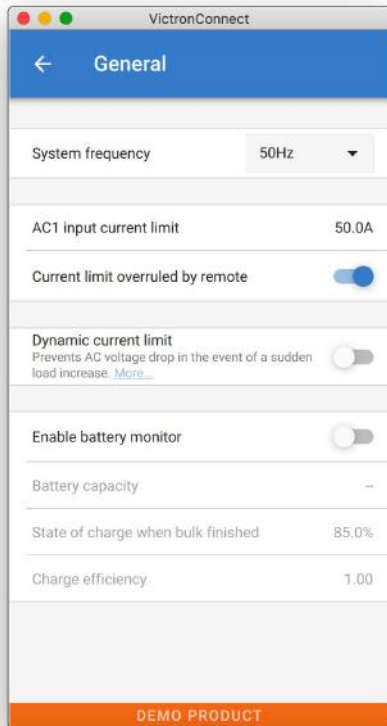 VictronConnect
General
System frequency 50Hz
AC1 input current limit 50.0A
Current limit overruled by remote
Dynamic current limit
Prevents AC voltage drop in the event of a sudden
load increase. More...
Enable battery monitor
Battery capacity --
State of charge when bulk finished 85.0%
Charge efficiency 1.00
DEMO PRODUCT